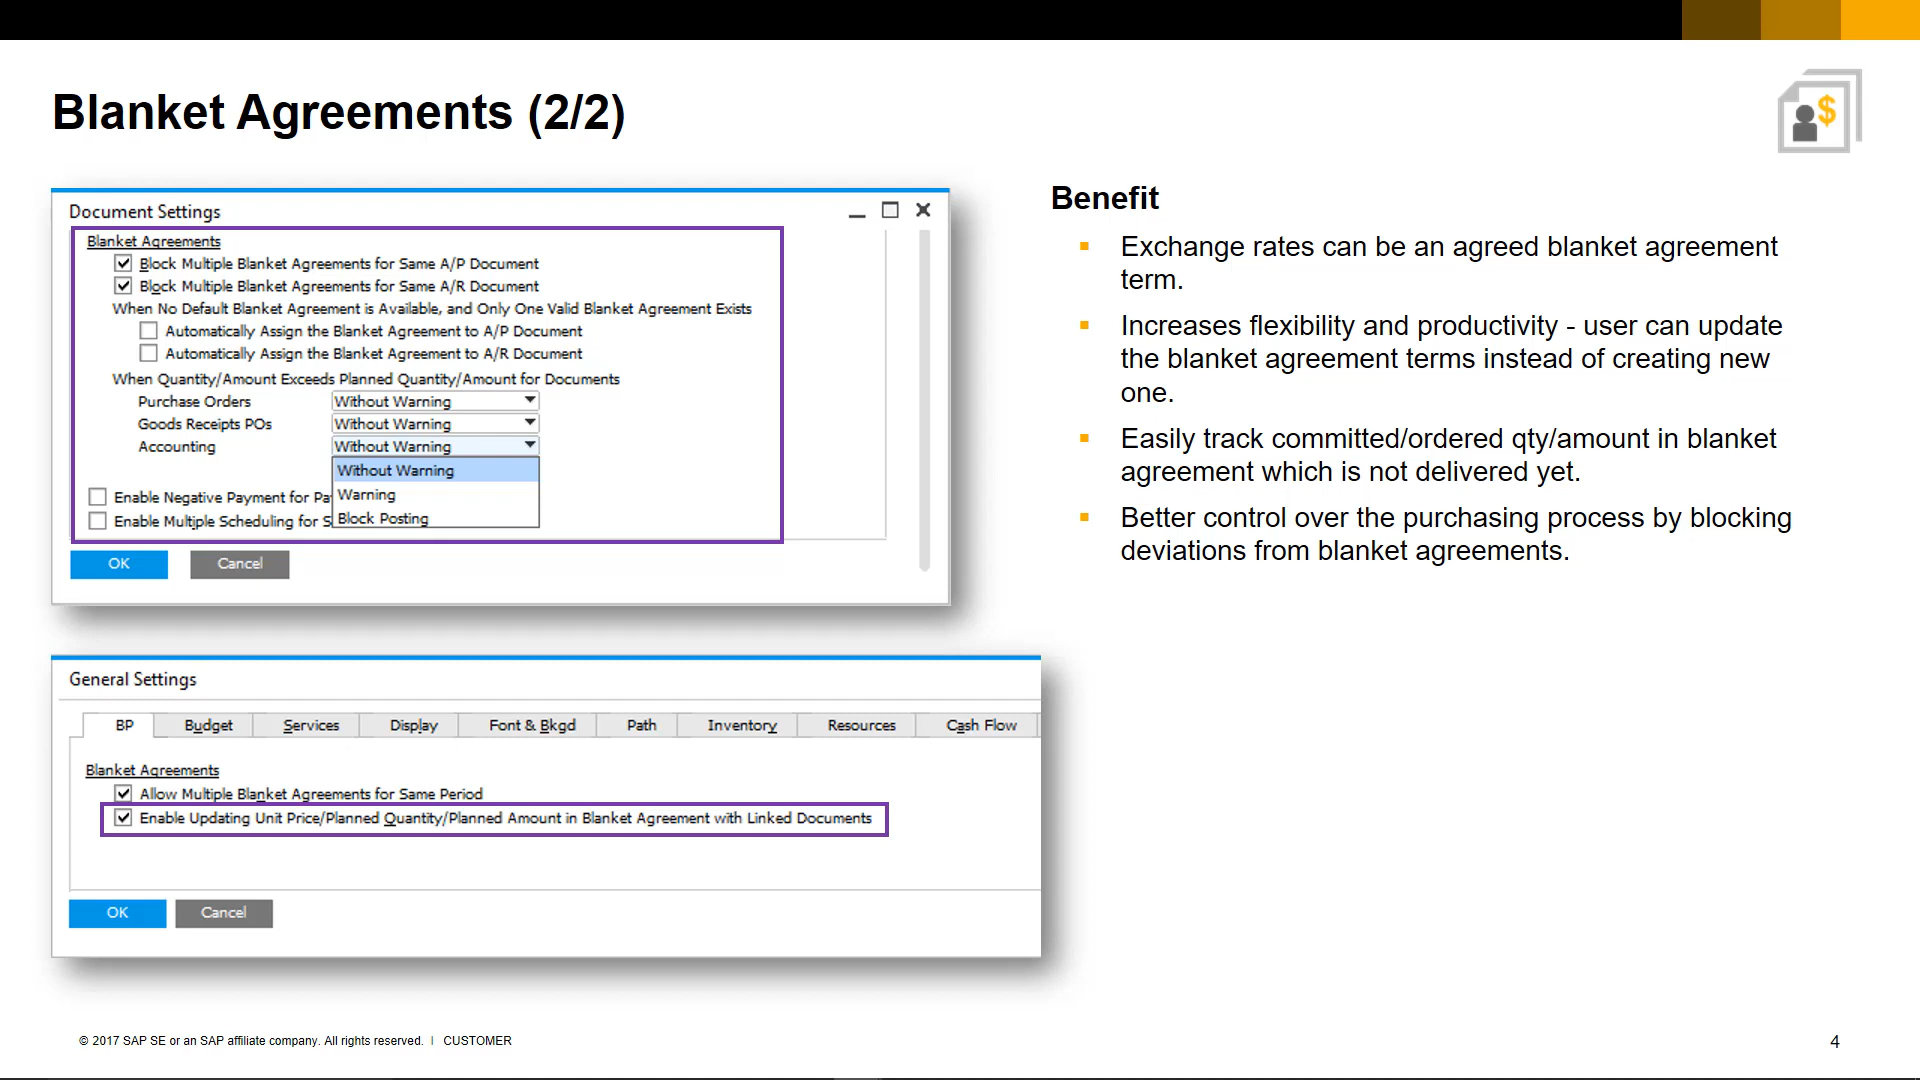 Blanket Agreements (2/2)
$
Document Settings
Blanket Agreements
Block Multiple Blanket Agreements for Same A/P Document
Block Multiple Blanket Agreements for Same A/R Document
When No Default Blanket Agreement is Available, and Only One Valid Blanket Agreement Exists
Automatically Assign the Blanket Agreement to A/P Document
Automatically Assign the Blanket Agreement to A/R Document
When Quantity/Amount Exceeds Planned Quantity/Amount for Documents
Purchase Orders Without Warning
Goods Receipts POs Without Warning
Accounting Without Warning
Without Warning
Warning
Block Posting
Enable Negative Payment for Pa
Enable Multiple Scheduling for S
OK Cancel
Benefit
Exchange rates can be an agreed blanket agreement
term.
Increases flexibility and productivity - user can update
the blanket agreement terms instead of creating new
one.
Easily track committed/ordered qty/amount in blanket
agreement which is not delivered yet.
Better control over the purchasing process by blocking
deviations from blanket agreements.
General Settings
BP Budget Services Display Font & Bkgd Path Inventory Resources Cash Flow
Blanket Agreements
Allow Multiple Blanket Agreements for Same Period
Enable Updating Unit Price/Planned Quantity/Planned Amount in Blanket Agreement with Linked Documents
OK Cancel
© 2017 SAP SE or an SAP affiliate company. All rights reserved. | CUSTOMER
4